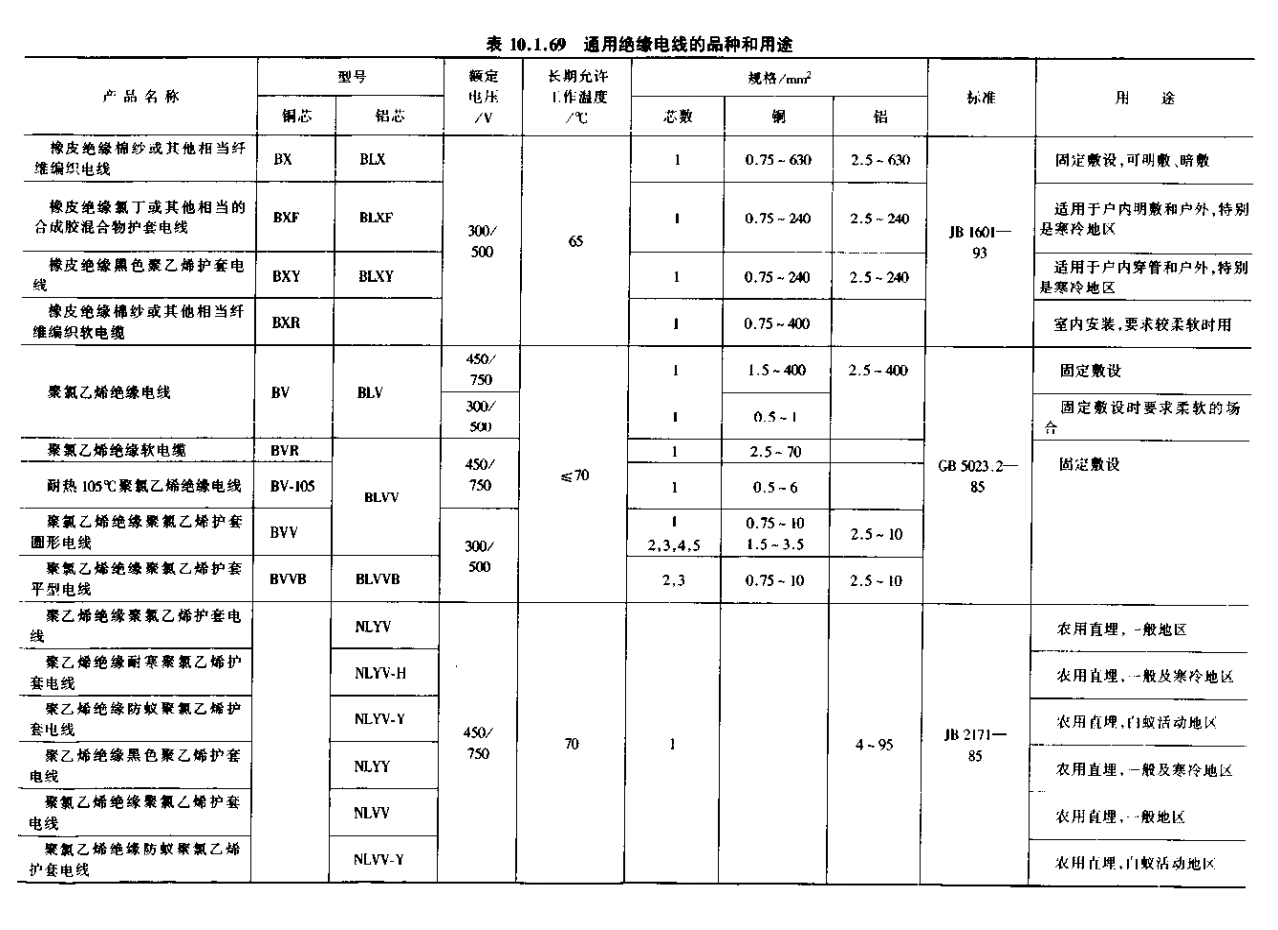 表 10.1.69 通用绝缘电线的品种和用途
产品名称 型号 额定电压/V 长期允许工作温度/℃ 规格/mm² 标准 用途
铜芯 铝芯 芯数 铜 铝
橡皮绝缘棉纱或其他相当纤
维编织电线
BX BLX 1 0.75~630 2.5~630 固定敷设,可明敷、暗敷
橡皮绝缘氯丁或其他相当的
合成胶混合物护套电线
BXF BLXF 1 0.75~240 2.5~240
适用于户内明敷和户外,特别
是寒冷地区
300/
500
65
JB 1601—
93
橡皮绝缘黑色聚乙烯护套电
线
BXY BLXY 1 0.75~240 2.5~240
适用于户内穿管和户外,特别
是寒冷地区
橡皮绝缘棉纱或其他相当纤
维编织软电缆
BXR 1 0.75~400 室内安装,要求较柔软时用
聚氯乙烯绝缘电线 BV BLV
450/
750
1 1.5~400 2.5~400 固定敷设
300/
500
1 0.5~1
固定敷设时要求柔软的场
合
聚氯乙烯绝缘软电缆 BVR 1 2.5~70
450/
750
≤70
GB 5023.2—
85
固定敷设
耐热 105℃聚氯乙烯绝缘电线 BV-105 BLVV 1 0.5~6
聚氯乙烯绝缘聚氯乙烯护套
圆形电线
BVV
1 0.75~10
2,3,4,5 1.5~3.5
2.5~10
300/
500
聚氯乙烯绝缘聚氯乙烯护套
平型电线
BVVB BLVVB 2,3 0.75~10 2.5~10
聚乙烯绝缘聚氯乙烯护套电
线
NLYV 农用直埋,一般地区
聚乙烯绝缘耐寒聚氯乙烯护
套电线
NLYV-H 农用直埋,一般及寒冷地区
聚乙烯绝缘防蚁聚氯乙烯护
套电线
NLYV-Y 农用直埋,白蚁活动地区
450/
750
70 1 4~95
JB 2171—
85
聚乙烯绝缘黑色聚乙烯护套
电线
NLYY 农用直埋,一般及寒冷地区
聚氯乙烯绝缘聚氯乙烯护套
电线
NLVV 农用直埋,一般地区
聚氯乙烯绝缘防蚁聚氯乙烯
护套电线
NLVV-Y 农用直埋,白蚁活动地区